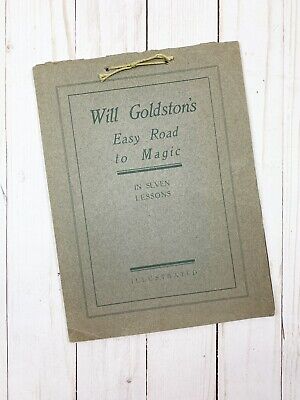 Will Goldston's
Easy Road
to Magic
IN SEVEN
LESSONS
ILLUSTRATED